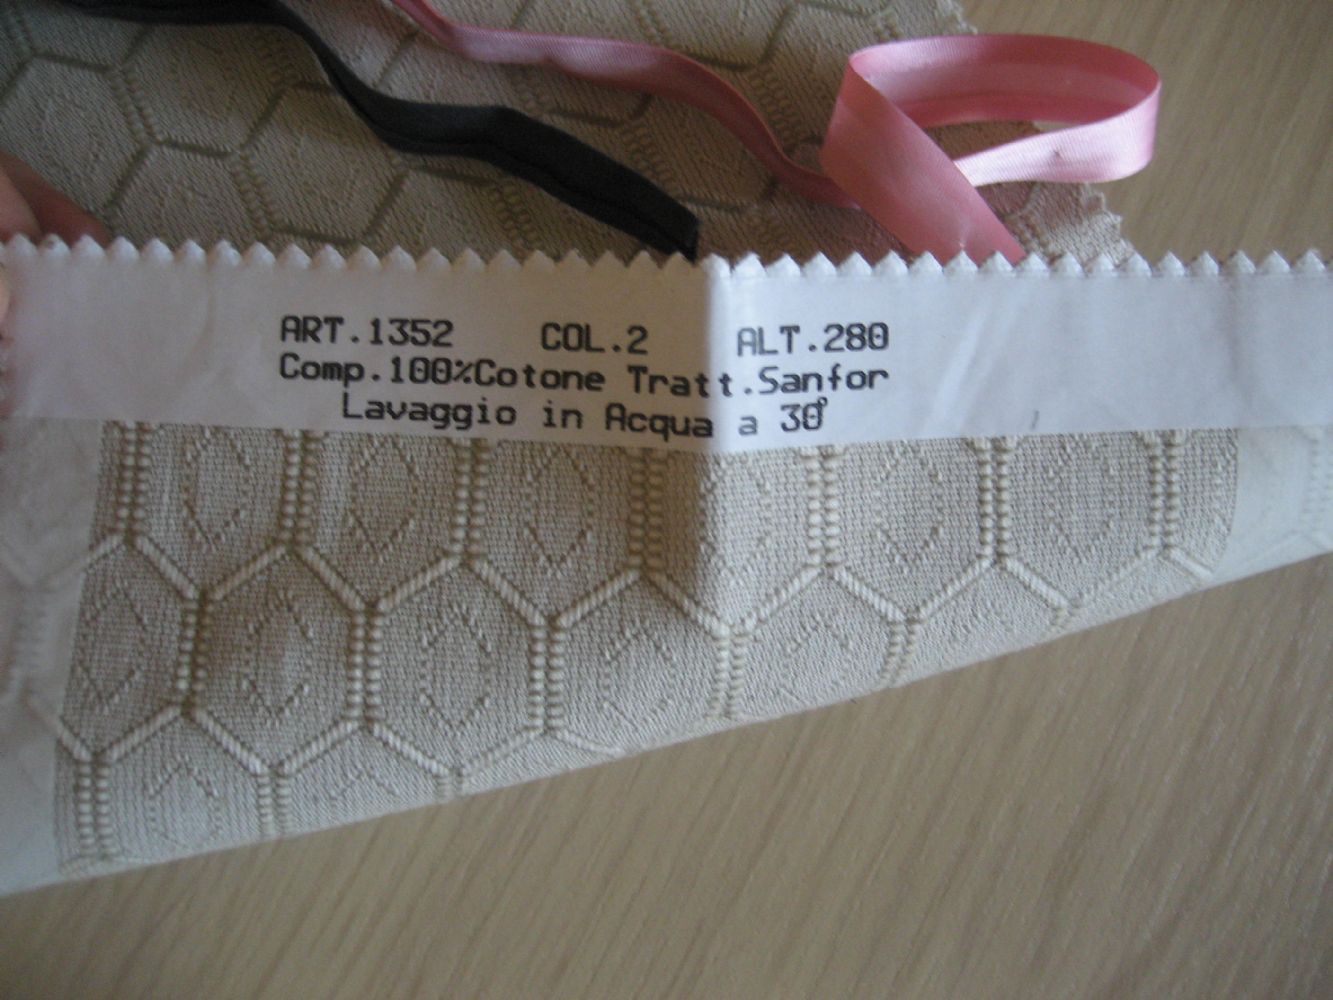 ART.1352 COL.2 ALT.280
Comp.100%Cotone Tratt.Sanfor
Lavaggio in Acqua a 30°